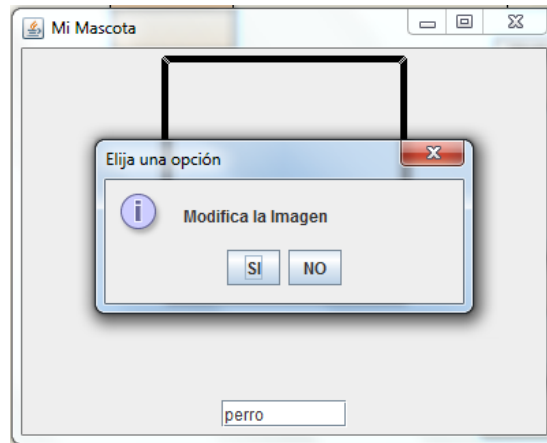 Mi Mascota
Elija una opción
Modifica la Imagen
SI NO
perro